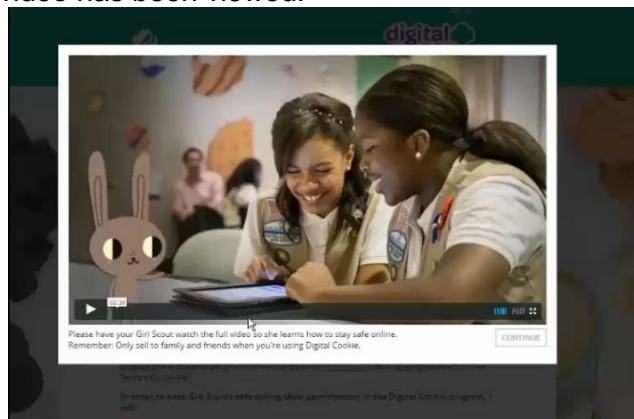 video has been viewed.
digital
02:36
HD
Please have your Girl Scout watch the full video so she learns how to stay safe online.
Remember: Only sell to family and friends when you're using Digital Cookie.
CONTINUE
In order to keep Girl Scouts safe during their participation in the Digital Cookie program, I
will: